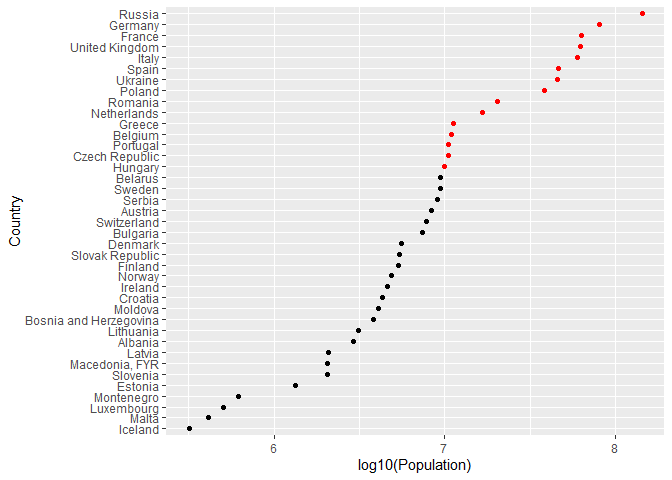 Russia
Germany
France
United Kingdom
Italy
Spain
Ukraine
Poland
Romania
Netherlands
Greece
Belgium
Portugal
Czech Republic
Hungary
Belarus
Sweden
Serbia
Austria
Switzerland
Bulgaria
Denmark
Slovak Republic
Finland
Norway
Ireland
Croatia
Moldova
Bosnia and Herzegovina
Lithuania
Albania
Latvia
Macedonia, FYR
Slovenia
Estonia
Montenegro
Luxembourg
Malta
Iceland
Country
6 7 8
log10(Population)